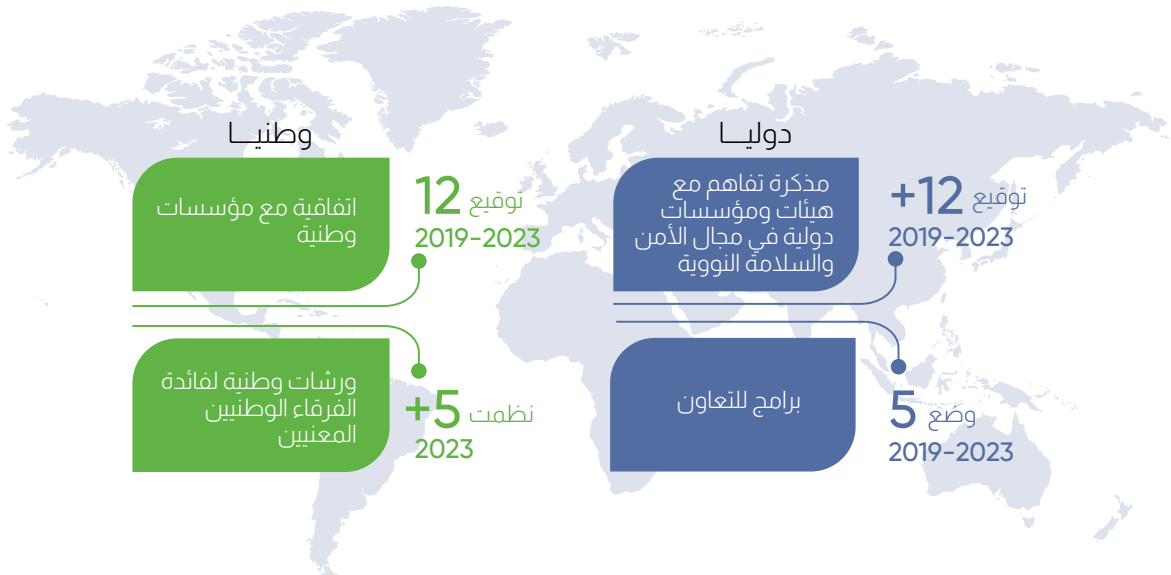 دوليــا
توقيع 12+
2019-2023
مذكرة تفاهم مع
هيئات ومؤسسات
دولية في مجال الأمن
والسلامة النووية
وضع 5
2019-2023
برامج للتعاون
وطنيــا
توقيع 12
2019-2023
اتفاقية مع مؤسسات
وطنية
نظمت 5+
2023
ورشات وطنية لفائدة
الفرقاء الوطنيين
المعنيين